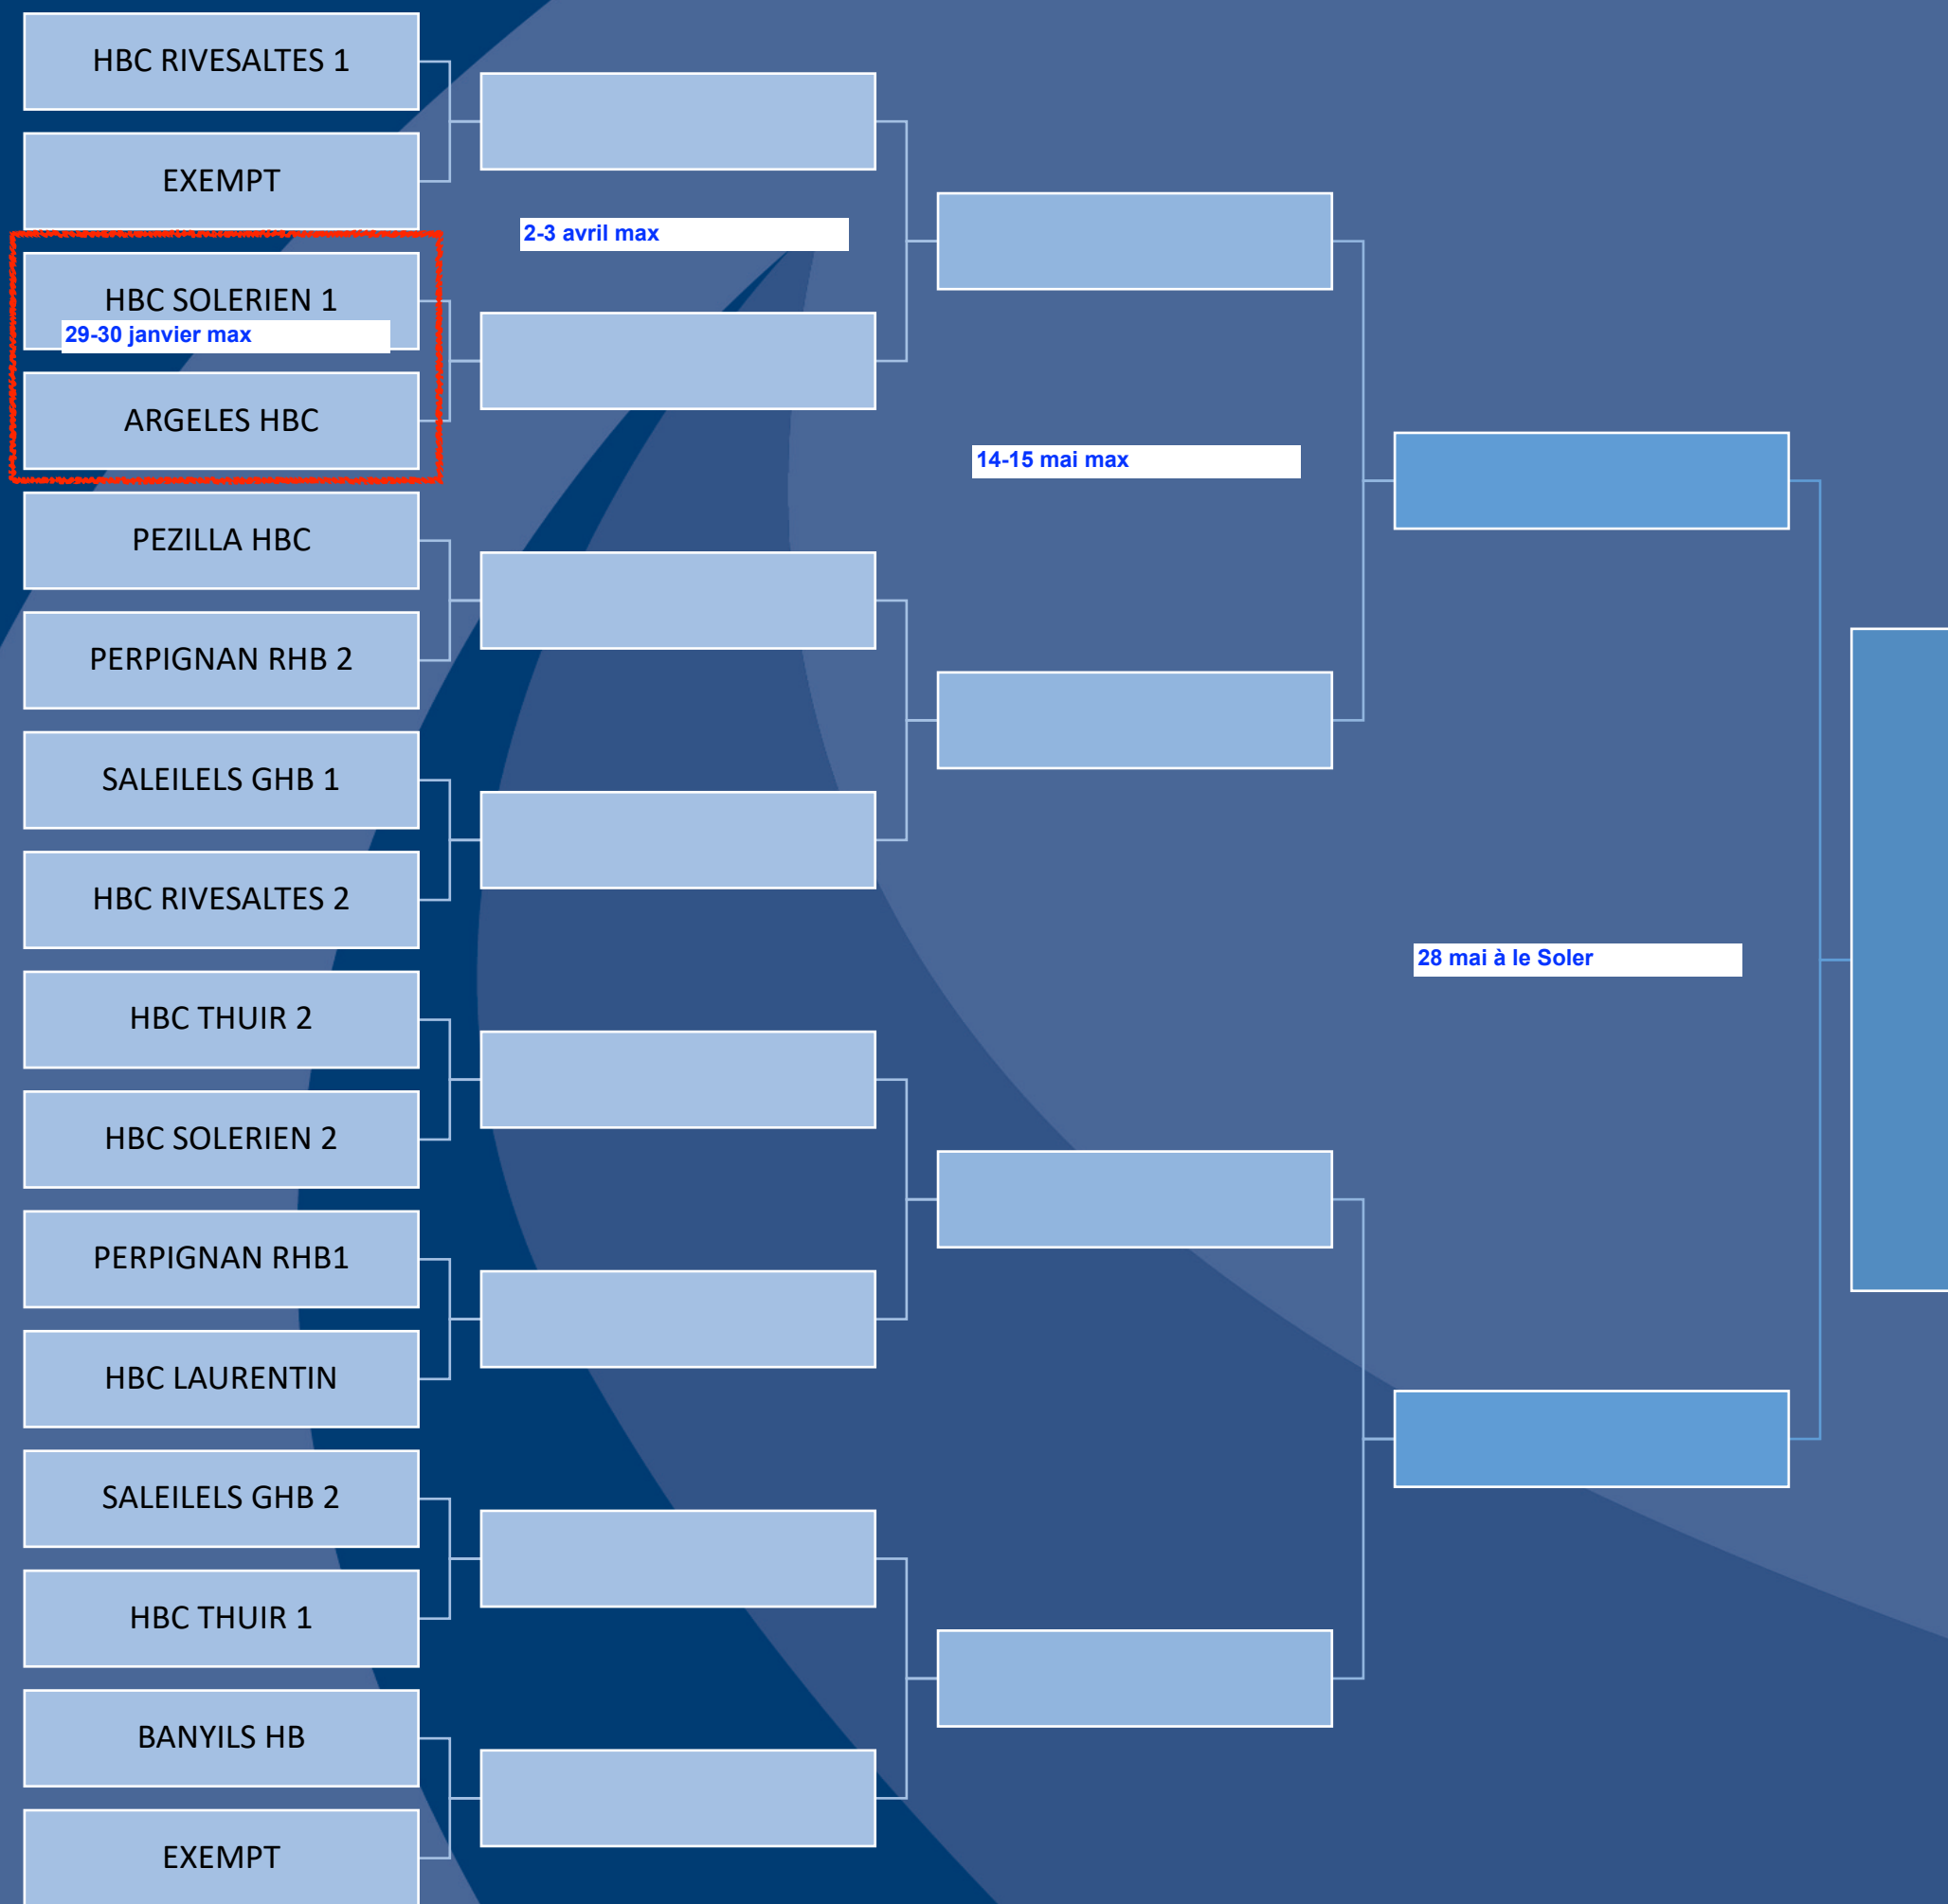 HBC RIVESALTES 1
EXEMPT
2-3 avril max
HBC SOLERIEN 1
29-30 janvier max
ARGELES HBC
14-15 mai max
PEZILLA HBC
PERPIGNAN RHB 2
SALEILELS GHB 1
HBC RIVESALTES 2
28 mai à le Soler
HBC THUIR 2
HBC SOLERIEN 2
PERPIGNAN RHB1
HBC LAURENTIN
SALEILELS GHB 2
HBC THUIR 1
BANYILS HB
EXEMPT